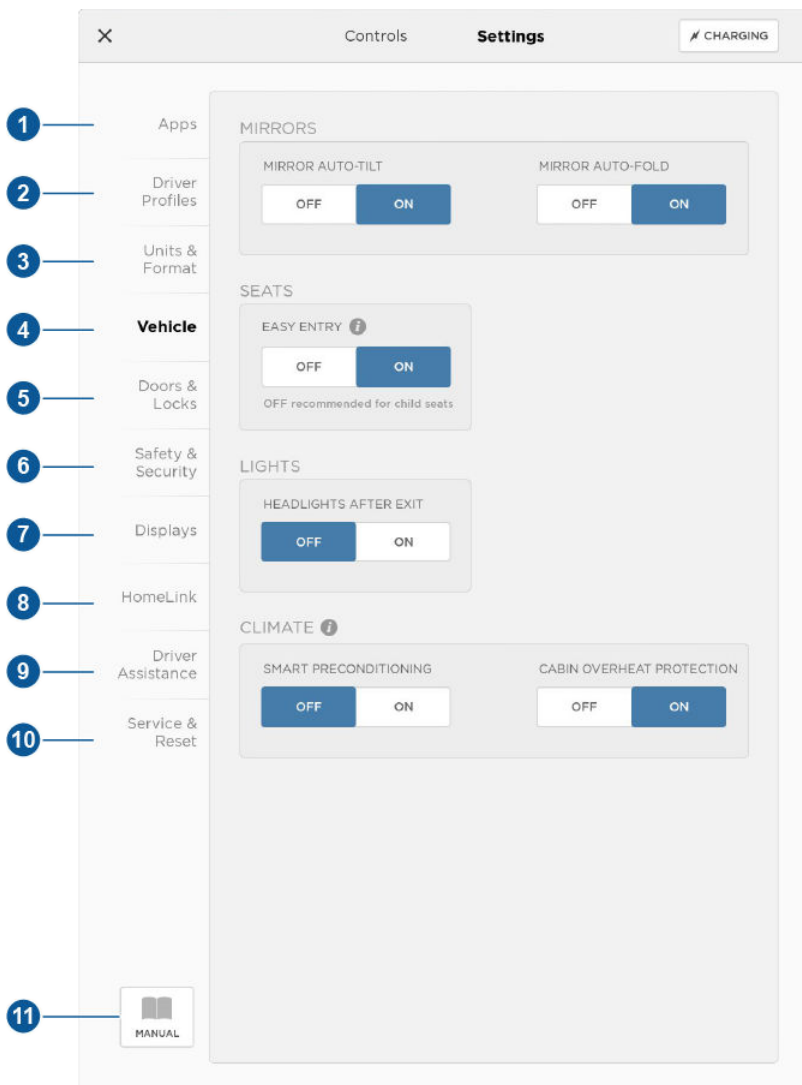 Controls Settings CHARGING
1 Apps
2 Driver
Profiles
3 Units &
Format
4 Vehicle
5 Doors &
Locks
6 Safety &
Security
7 Displays
8 HomeLink
9 Driver
Assistance
10 Service &
Reset
11 MANUAL
MIRRORS
MIRROR AUTO-TILT MIRROR AUTO-FOLD
OFF ON OFF ON
SEATS
EASY ENTRY i
OFF ON
OFF recommended for child seats
LIGHTS
HEADLIGHTS AFTER EXIT
OFF ON
CLIMATE i
SMART PRECONDITIONING CABIN OVERHEAT PROTECTION
OFF ON OFF ON